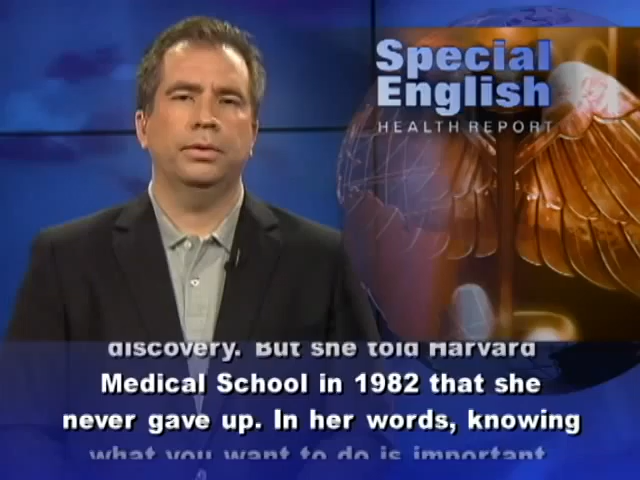 Special
English
HEALTH REPORT
discovery. But she told Harvard
Medical School in 1982 that she
never gave up. In her words, knowing
what you want to do is important